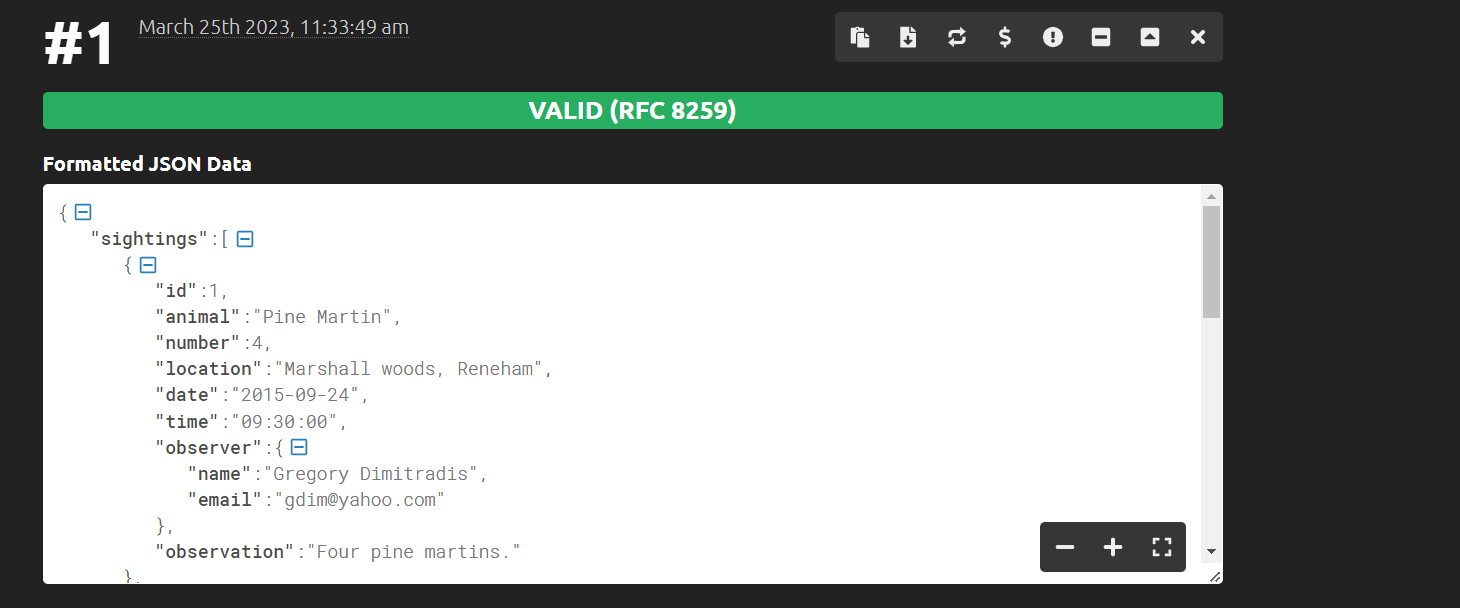 #1
March 25th 2023, 11:33:49 am
VALID (RFC 8259)
Formatted JSON Data
{
"sightings":[
{
"id":1,
"animal":"Pine Martin",
"number":4,
"location":"Marshall woods, Reneham",
"date":"2015-09-24",
"time":"09:30:00",
"observer":{
"name":"Gregory Dimitradis",
"email":"gdim@yahoo.com"
},
"observation":"Four pine martins."
},